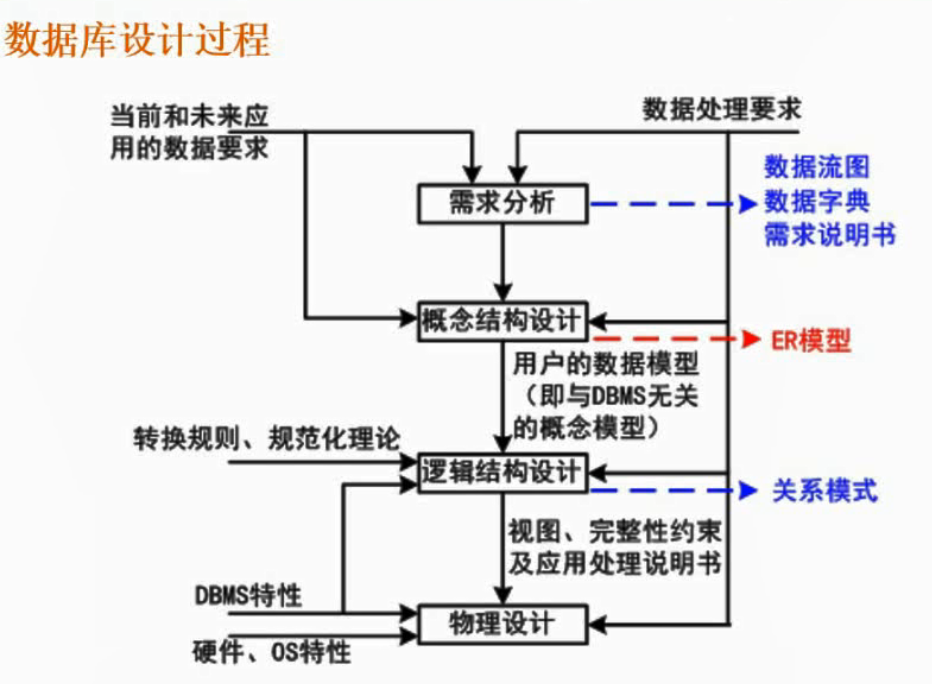 数据库设计过程
当前和未来应
用的数据要求
数据处理要求
需求分析
数据流图
数据字典
需求说明书
概念结构设计
ER模型
用户的数据模型
（即与DBMS无关
的概念模型）
转换规则、规范化理论
逻辑结构设计
关系模式
视图、完整性约束
及应用处理说明书
DBMS特性
物理设计
硬件、OS特性